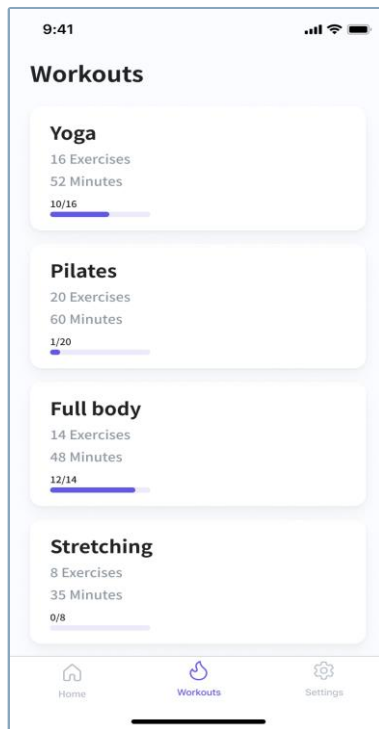 9:41
Workouts
Yoga
16 Exercises
52 Minutes
10/16
Pilates
20 Exercises
60 Minutes
1/20
Full body
14 Exercises
48 Minutes
12/14
Stretching
8 Exercises
35 Minutes
0/8
Home Workouts Settings